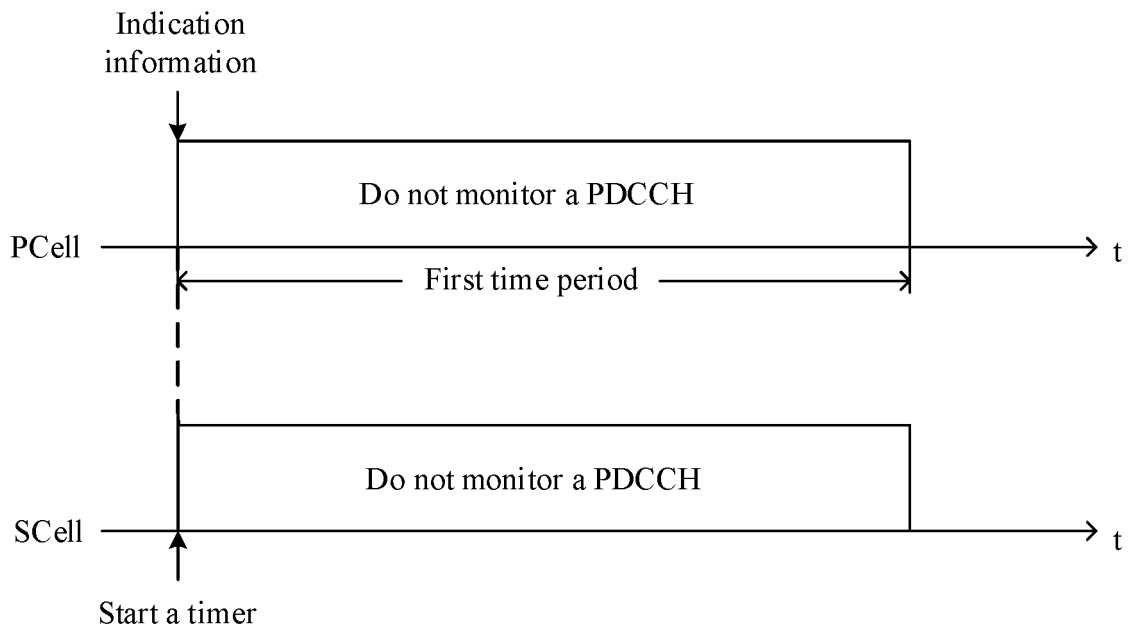 Indication
information
Do not monitor a PDCCH
PCell
t
First time period
Do not monitor a PDCCH
SCell
t
Start a timer